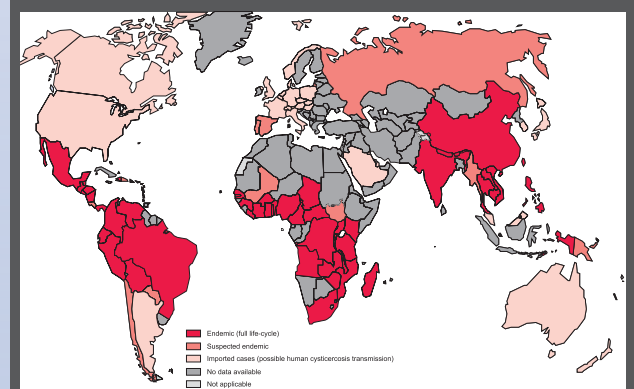 Endemic (full life-cycle)
Suspected endemic
Imported cases (possible human cysticercosis transmission)
No data available
Not applicable